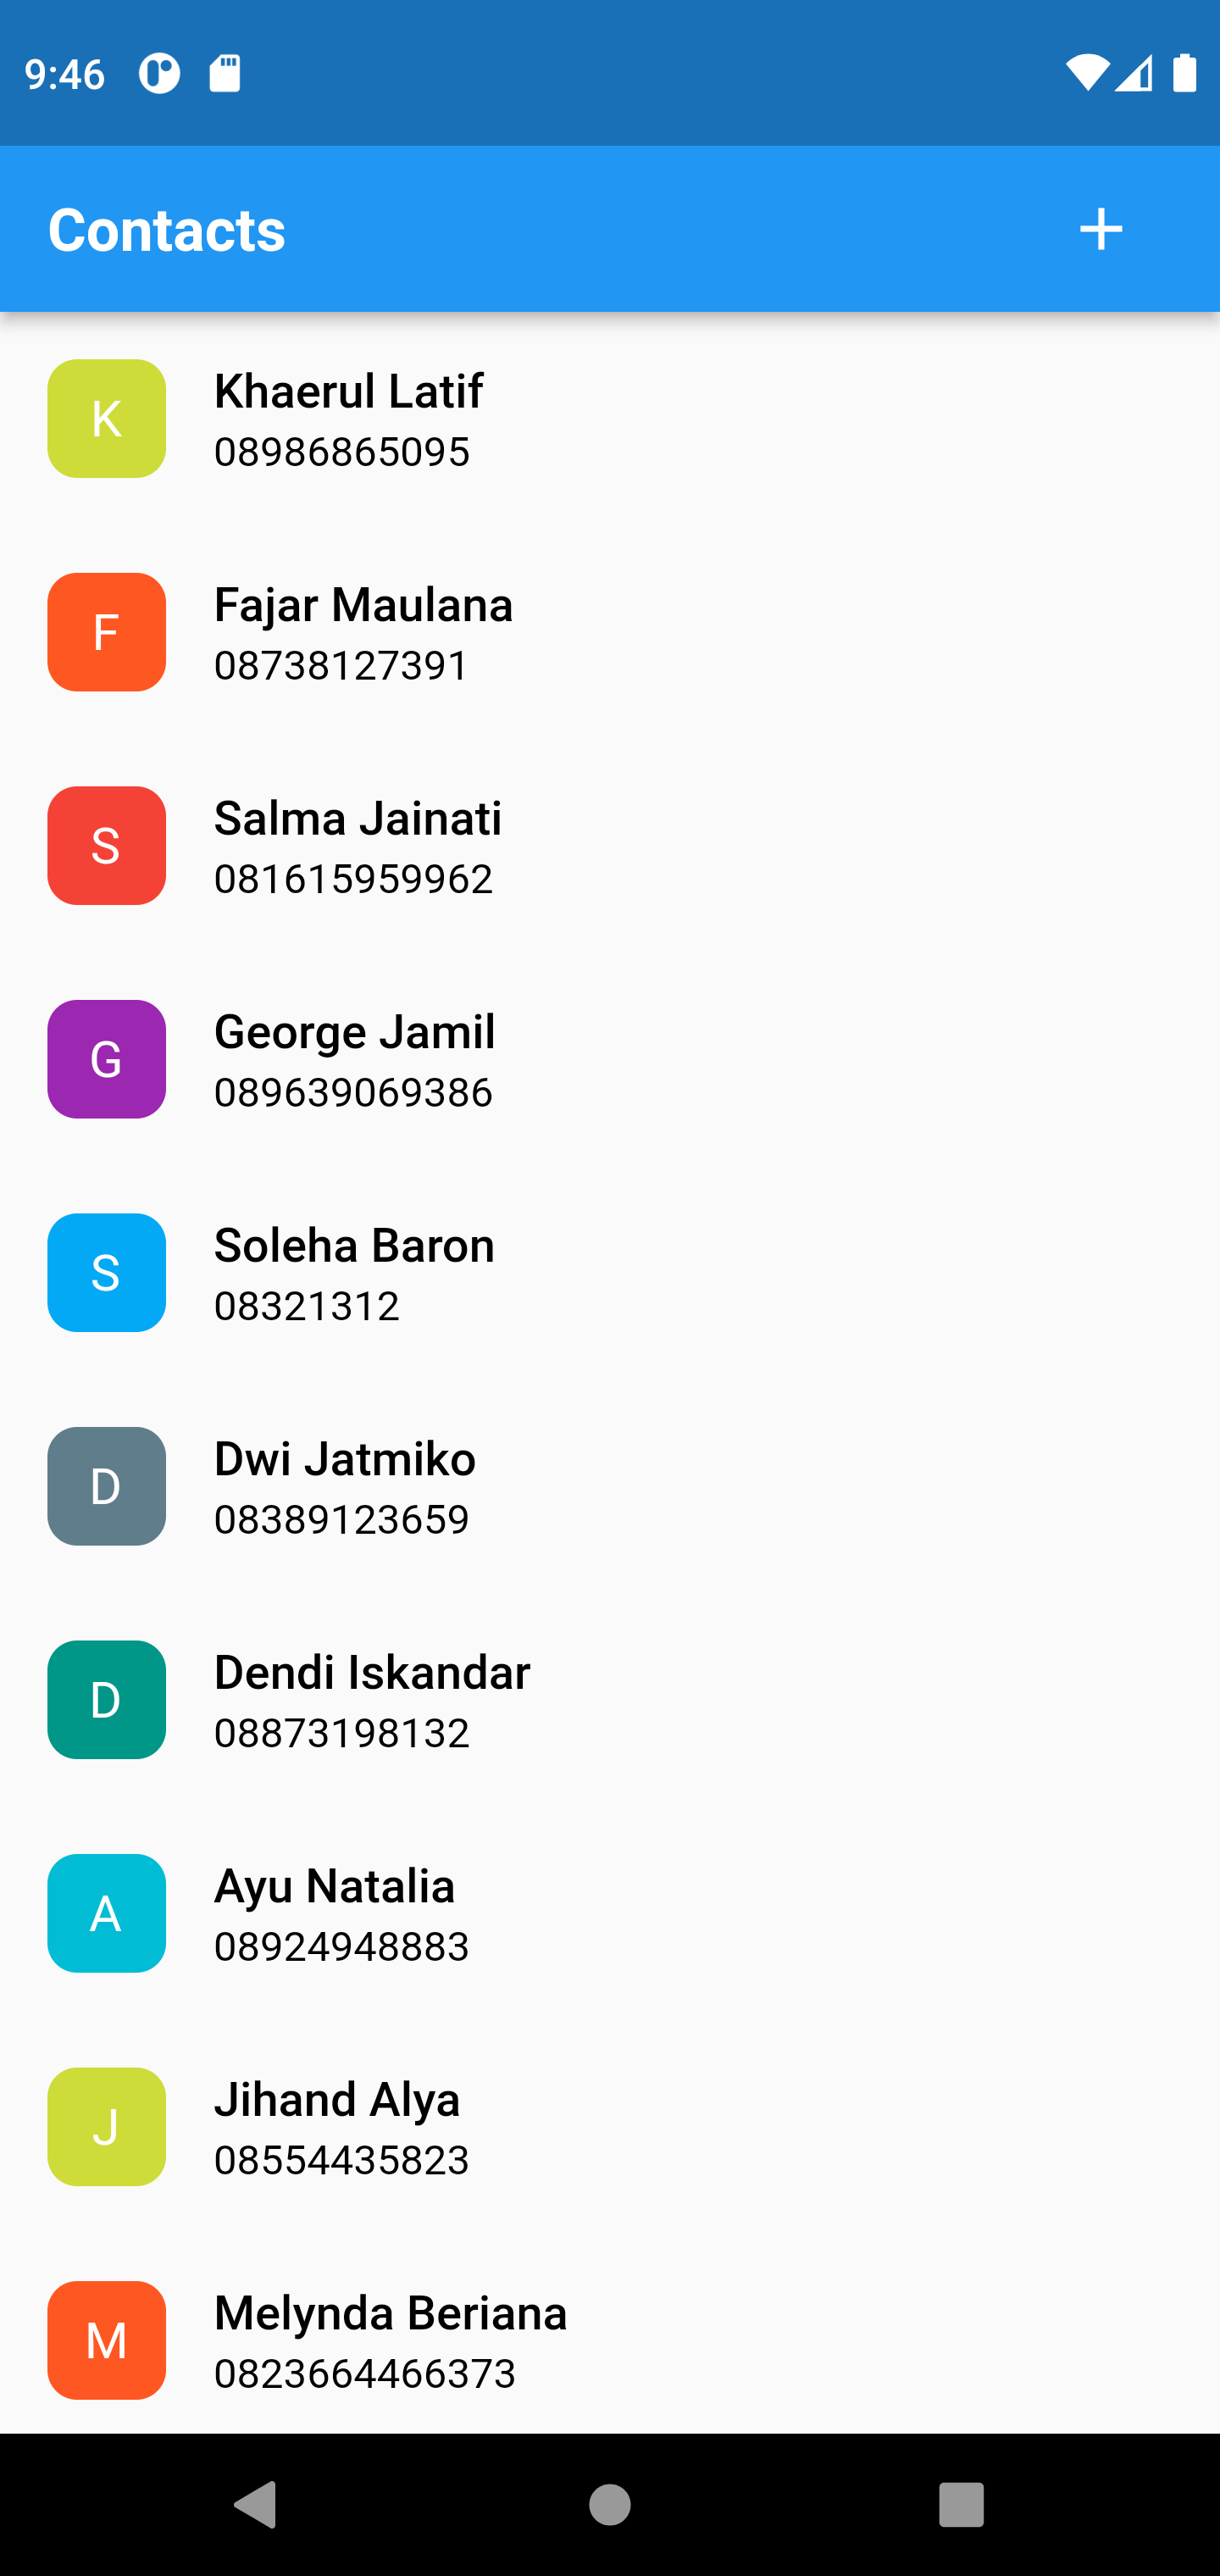 9:46
Contacts
K
Khaerul Latif
08986865095
F
Fajar Maulana
08738127391
S
Salma Jainati
081615959962
G
George Jamil
089639069386
S
Soleha Baron
08321312
D
Dwi Jatmiko
08389123659
D
Dendi Iskandar
08873198132
A
Ayu Natalia
08924948883
J
Jihand Alya
08554435823
M
Melynda Beriana
0823664466373